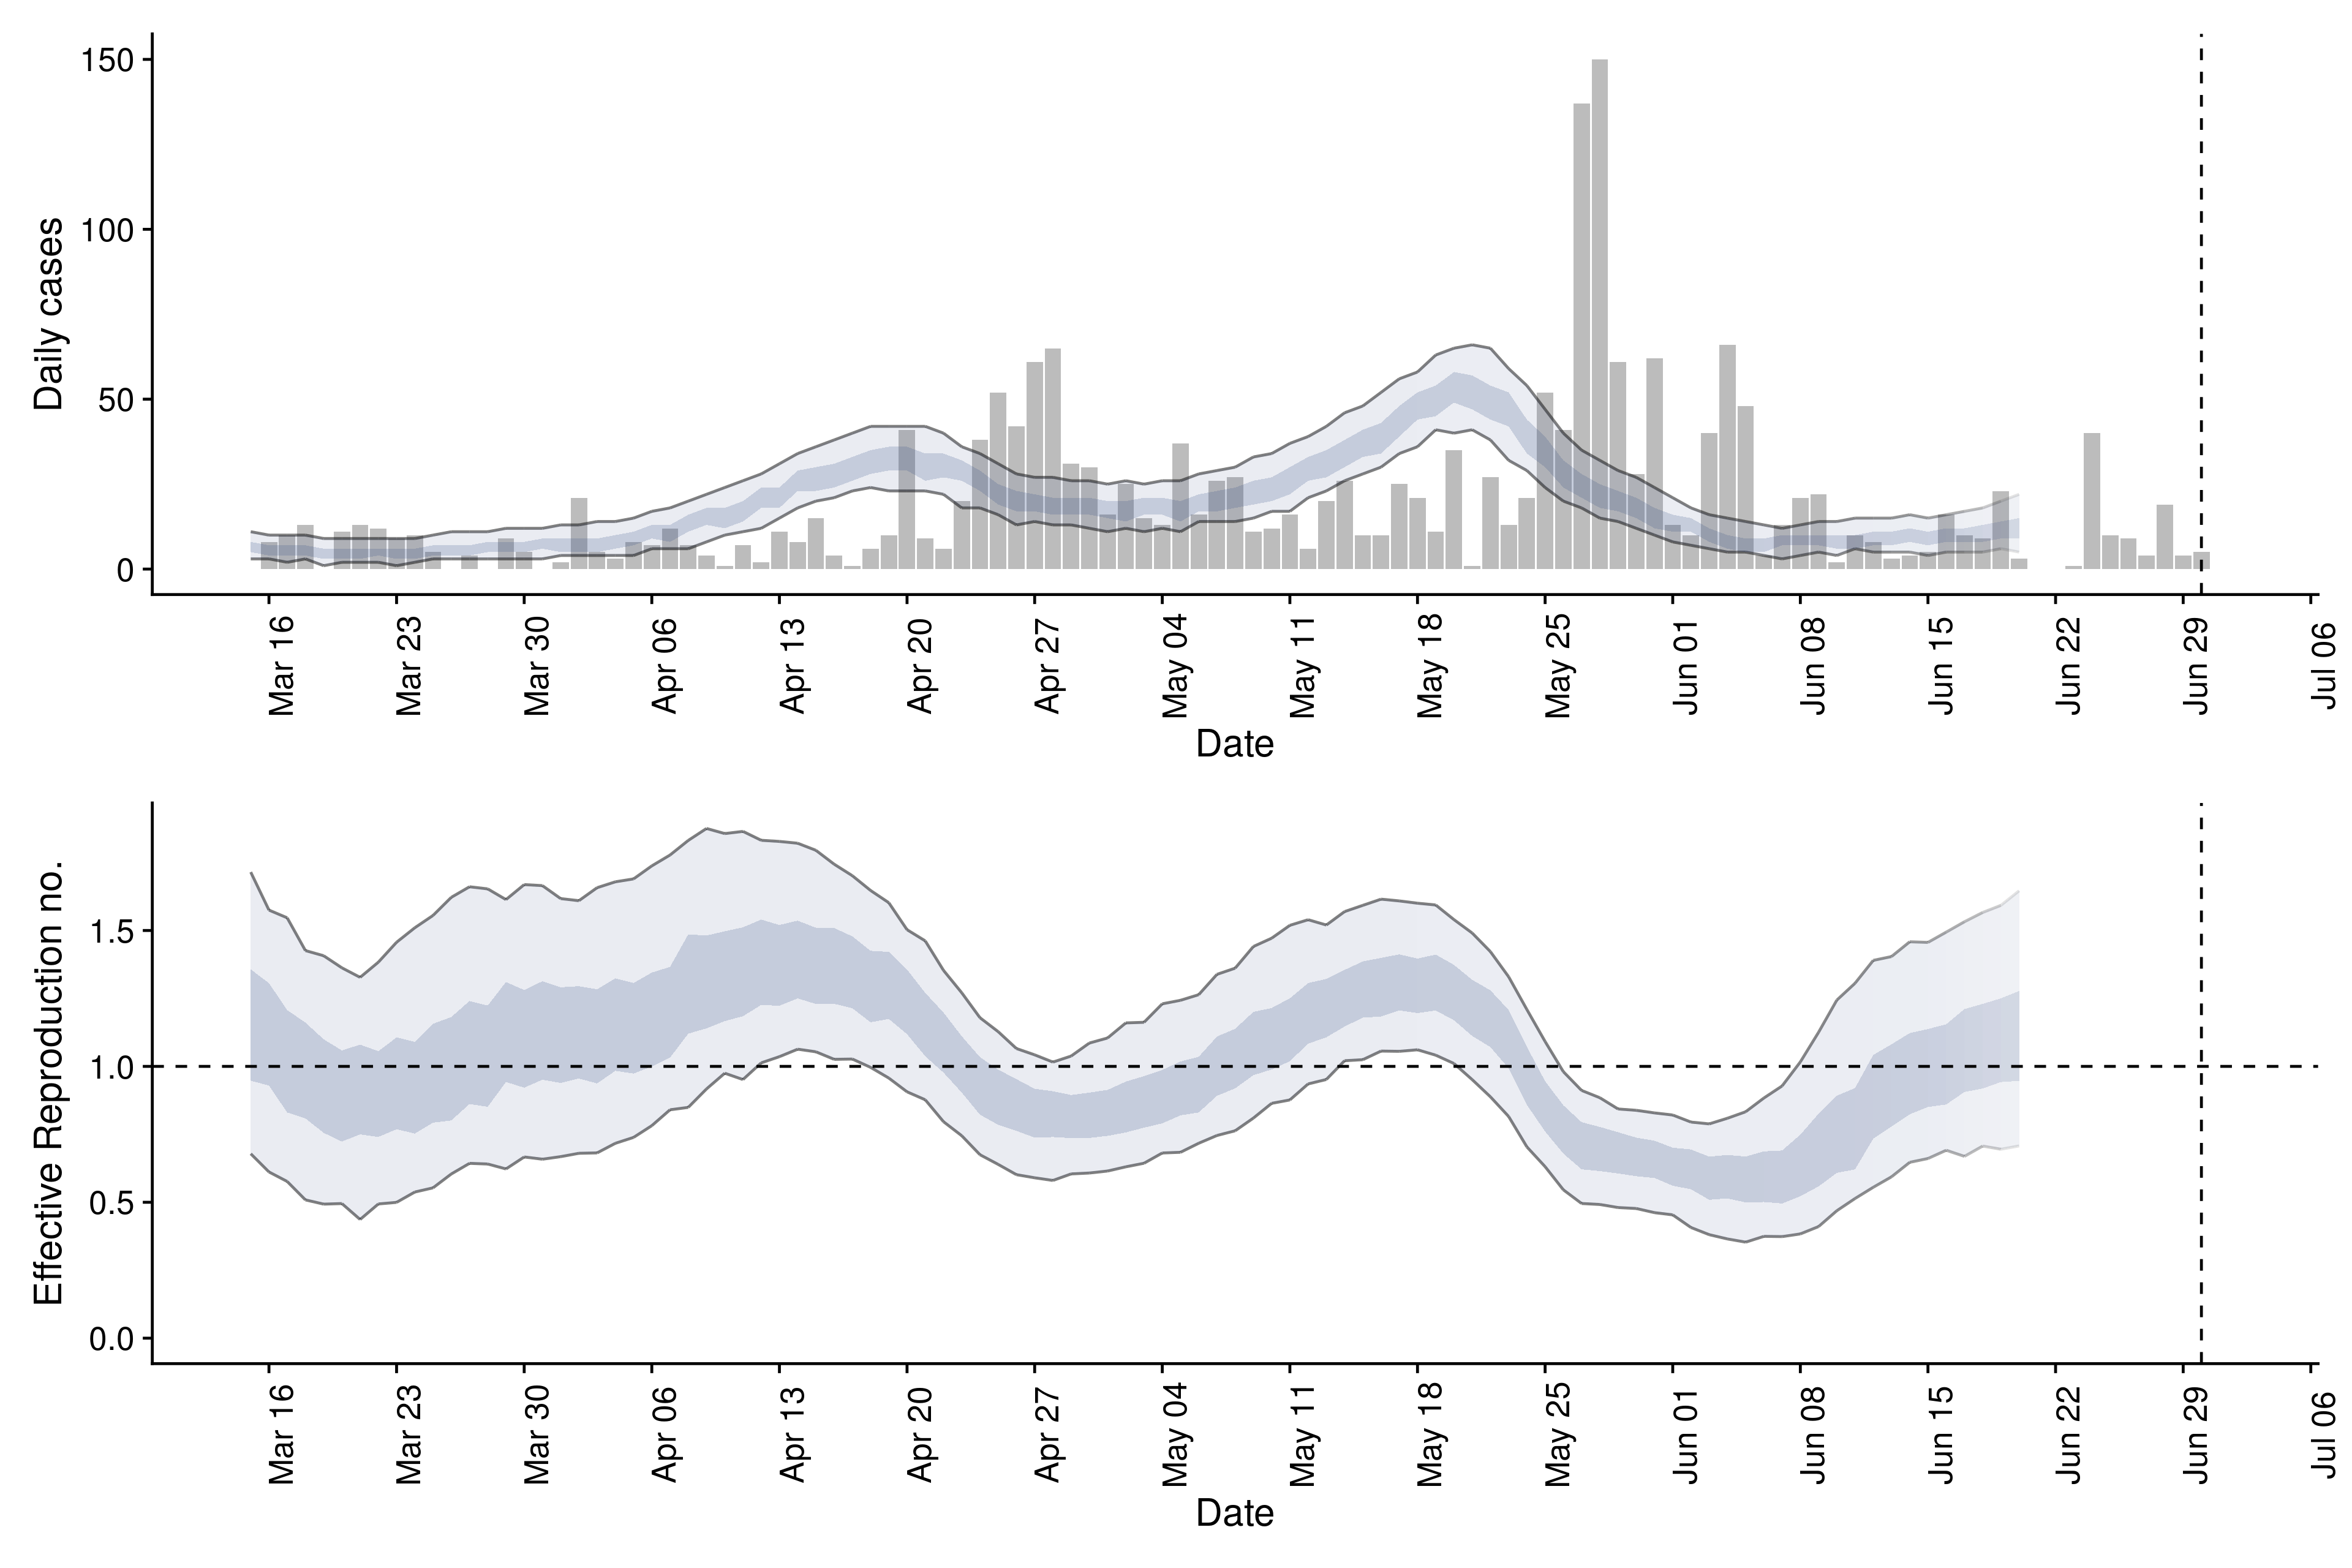 Daily cases
150
100
50
0
Mar 16
Mar 23
Mar 30
Apr 06
Apr 13
Apr 20
Apr 27
May 04
May 11
May 18
May 25
Jun 01
Jun 08
Jun 15
Jun 22
Jun 29
Jul 06
Date
Effective Reproduction no.
1.5
1.0
0.5
0.0
Mar 16
Mar 23
Mar 30
Apr 06
Apr 13
Apr 20
Apr 27
May 04
May 11
May 18
May 25
Jun 01
Jun 08
Jun 15
Jun 22
Jun 29
Jul 06
Date